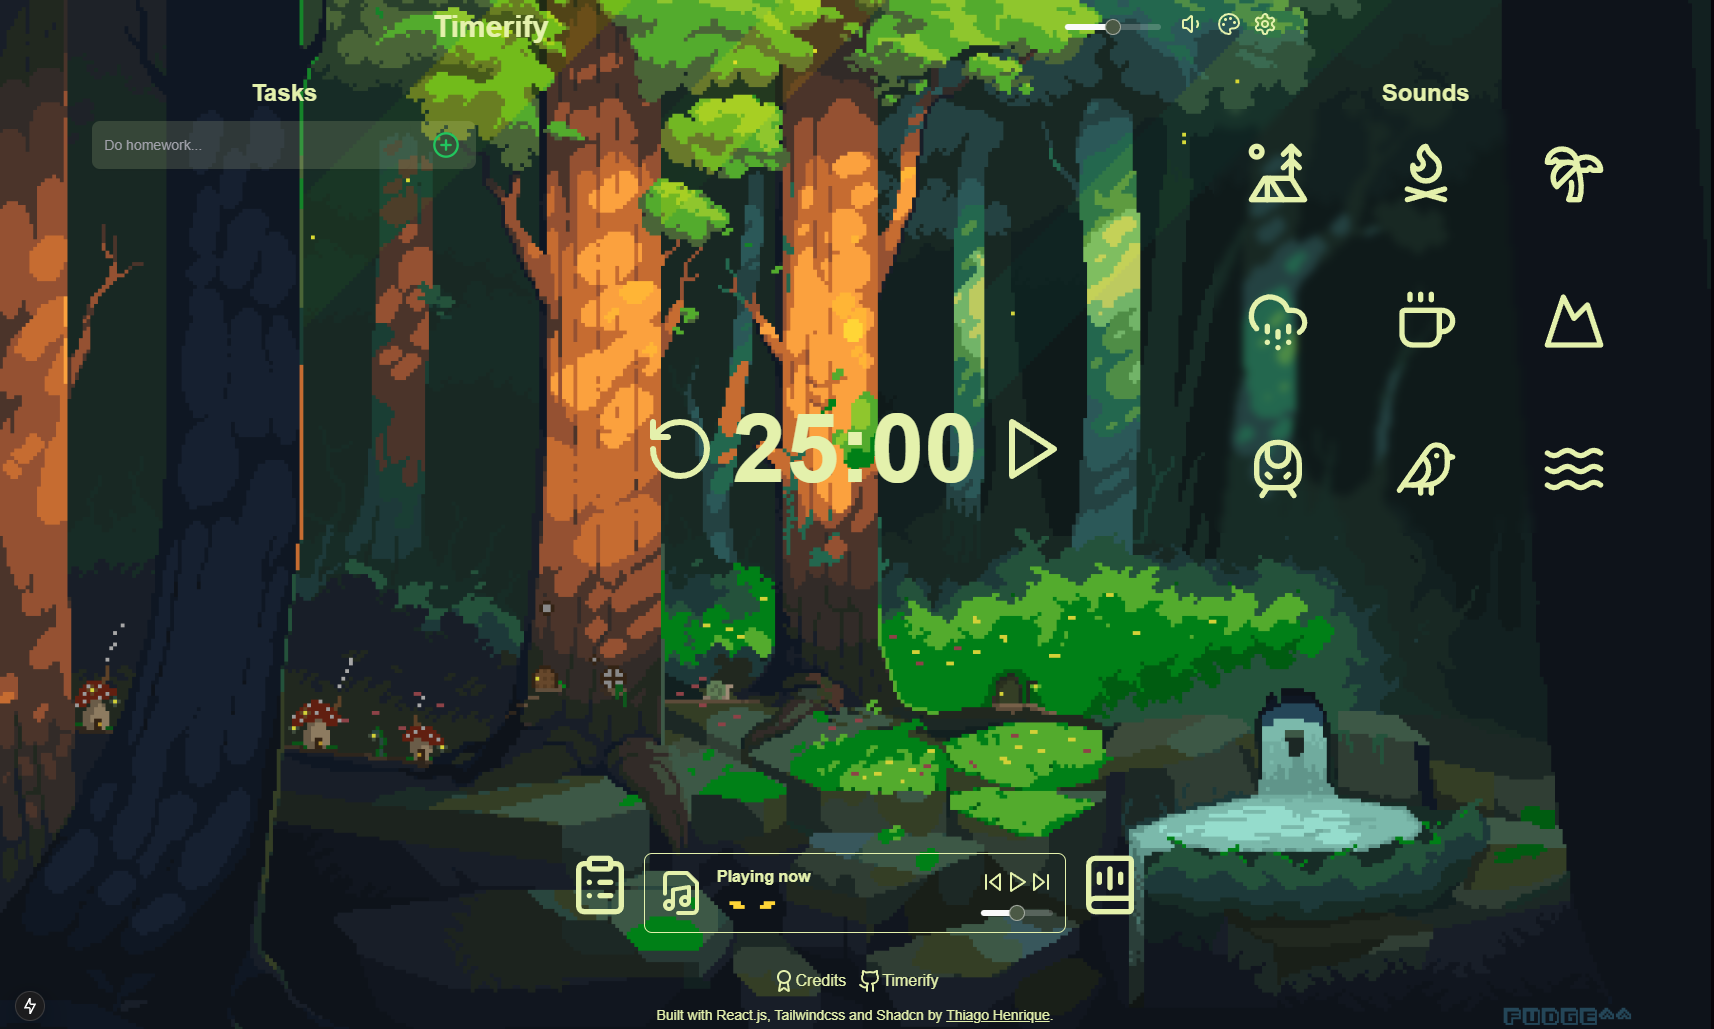 Timerify
Tasks
Sounds
Do homework...
25:00
Playing now
Credits
Timerify
Built with React.js, Tailwindcss and Shadcn by Thiago Henrique.
FUDGE^^